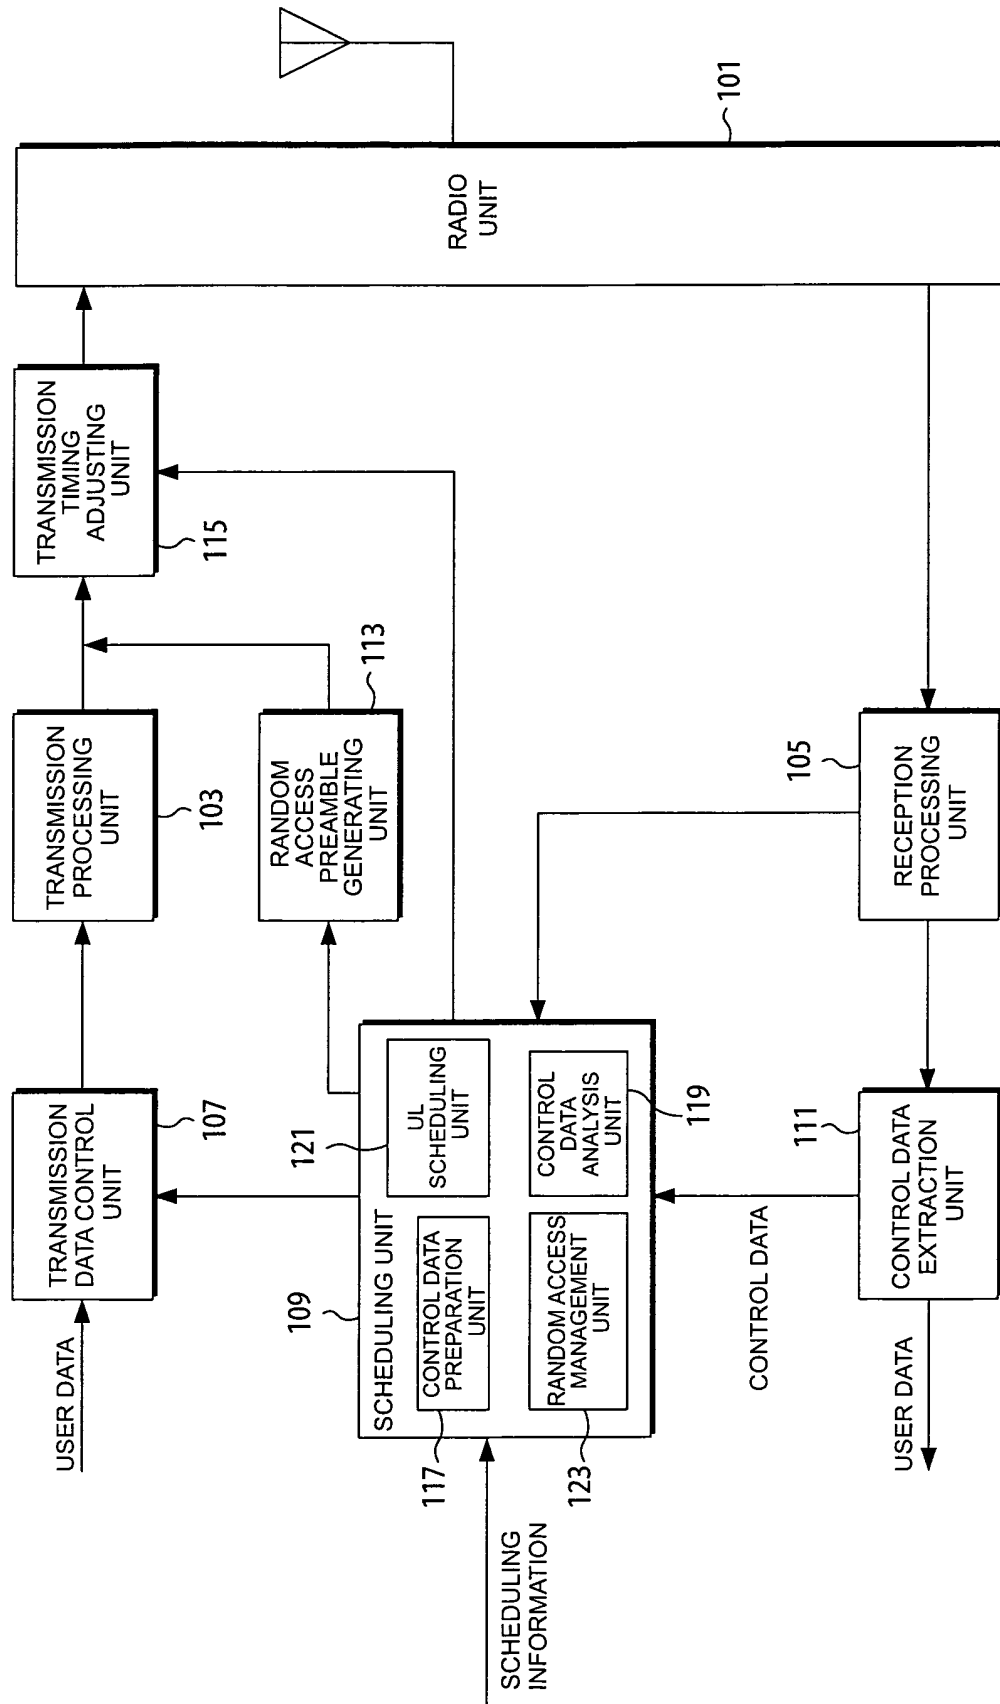 USER DATA
TRANSMISSION
DATA CONTROL
UNIT
107
TRANSMISSION
PROCESSING
UNIT
103
TRANSMISSION
TIMING
ADJUSTING
UNIT
115
RANDOM
ACCESS
PREAMBLE
GENERATING
UNIT
113
RADIO
UNIT
101
SCHEDULING
INFORMATION
109
SCHEDULING UNIT
CONTROL DATA
PREPARATION
UNIT
117
UL
SCHEDULING
UNIT
121
RANDOM ACCESS
MANAGEMENT
UNIT
123
CONTROL
DATA
ANALYSIS
UNIT
119
CONTROL DATA
USER DATA
CONTROL DATA
EXTRACTION
UNIT
111
RECEPTION
PROCESSING
UNIT
105